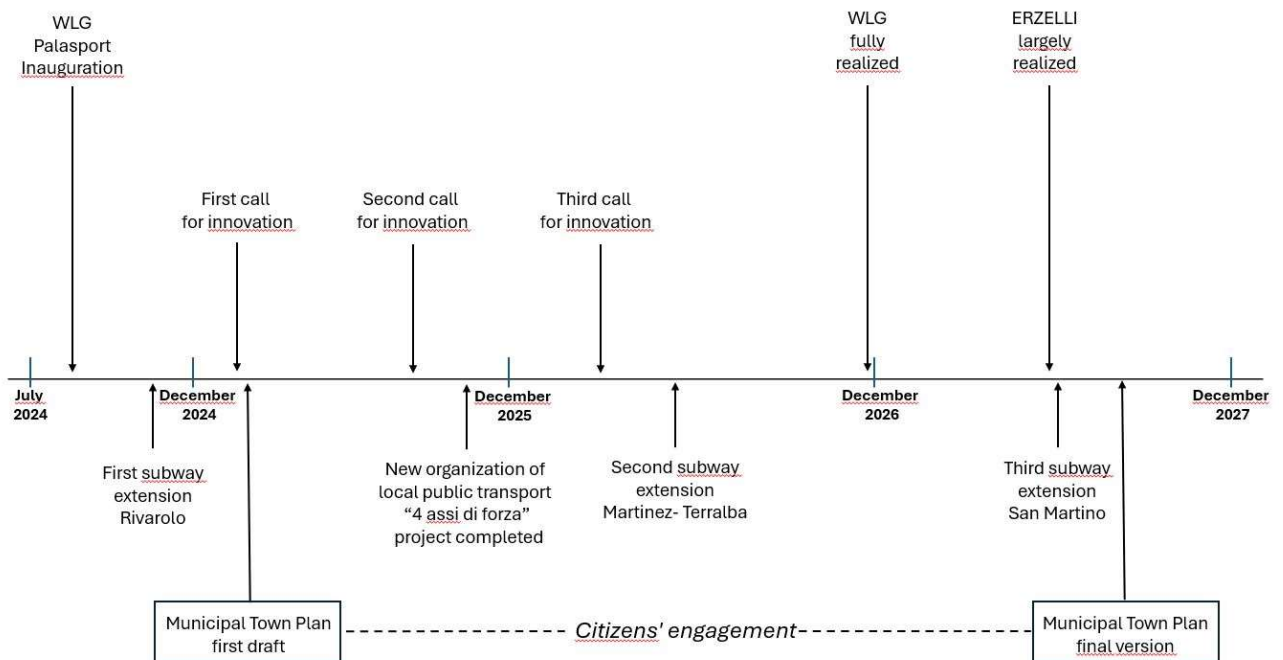 WLG
Palasport
Inauguration
WLG
fully
realized
ERZELLI
largely
realized
First call
for innovation
Second call
for innovation
Third call
for innovation
July
2024
December
2024
December
2025
December
2026
December
2027
First subway
extension
Rivarolo
New organization of
local public transport
“4 assi di forza”
project completed
Second subway
extension
Martinez- Terralba
Third subway
extension
San Martino
Municipal Town Plan
first draft
Citizens' engagement
Municipal Town Plan
final version